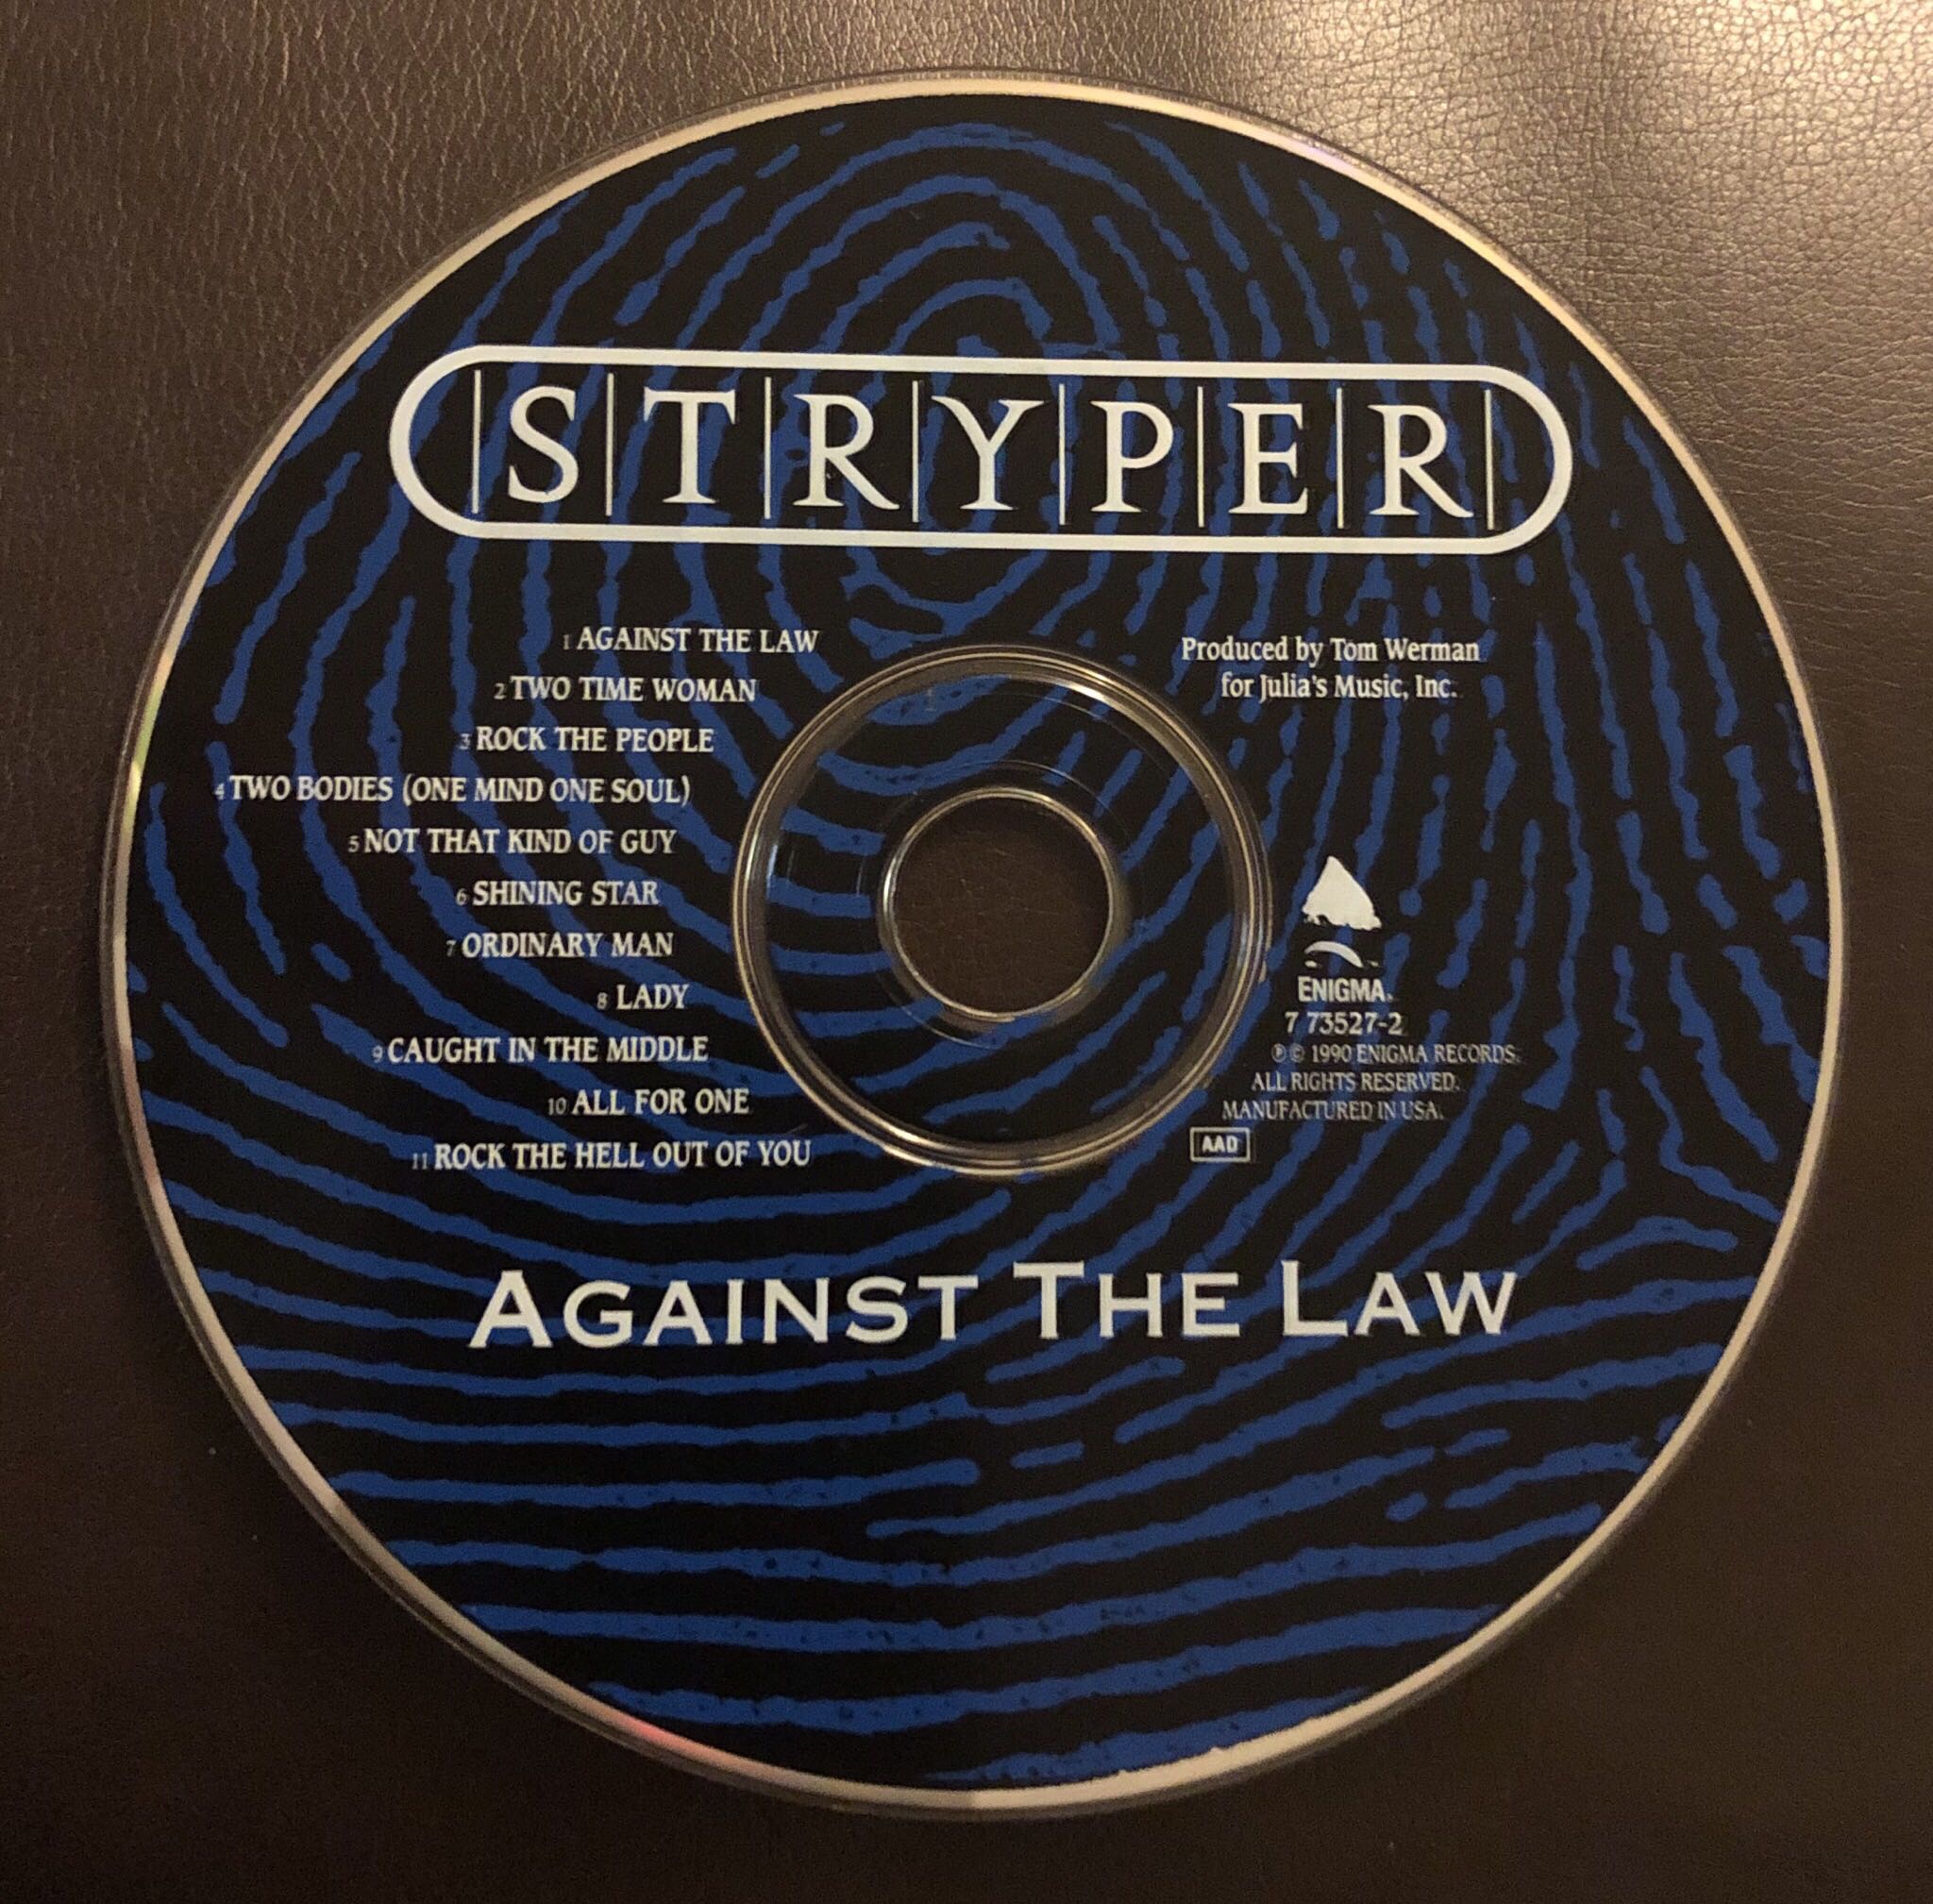 STRYPER
1 AGAINST THE LAW
2 TWO TIME WOMAN
3 ROCK THE PEOPLE
4 TWO BODIES (ONE MIND ONE SOUL)
5 NOT THAT KIND OF GUY
6 SHINING STAR
7 ORDINARY MAN
8 LADY
9 CAUGHT IN THE MIDDLE
10 ALL FOR ONE
11 ROCK THE HELL OUT OF YOU
Produced by Tom Werman
for Julia's Music, Inc.
ENIGMA
7 73527-2
℗© 1990 ENIGMA RECORDS.
ALL RIGHTS RESERVED.
MANUFACTURED IN USA.
AAD
AGAINST THE LAW